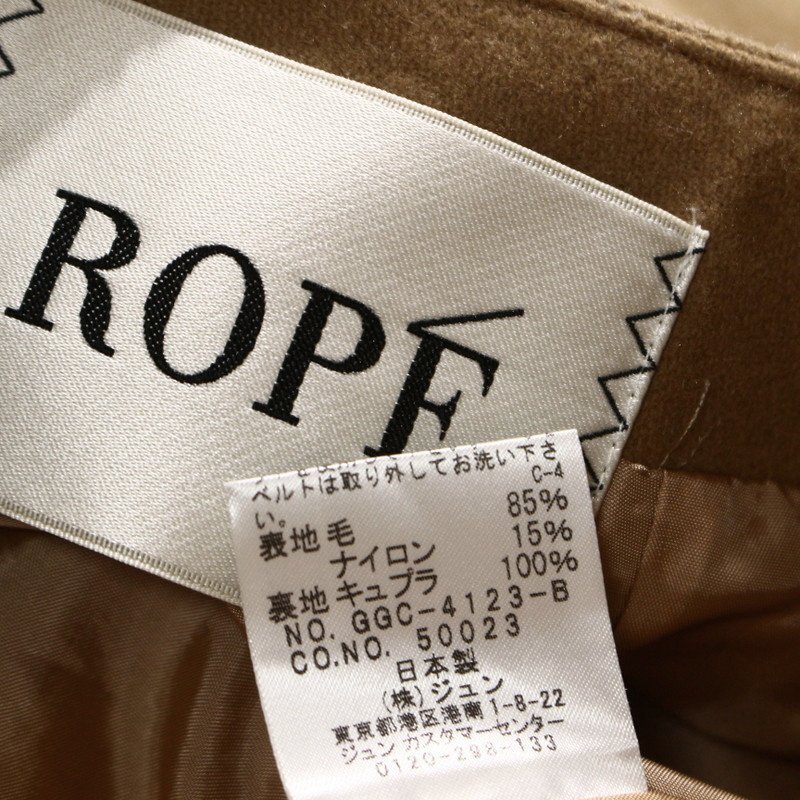 ROPÉ
ベルトは取り外してお洗い下さ
い。
C-4
表地 毛 85%
ナイロン 15%
裏地 キュプラ 100%
NO. GGC-4123-B
CO.NO. 50023
日本製
(株)ジュン
東京都港区港南1-8-22
ジュン カスタマーセンター
0120-298-133